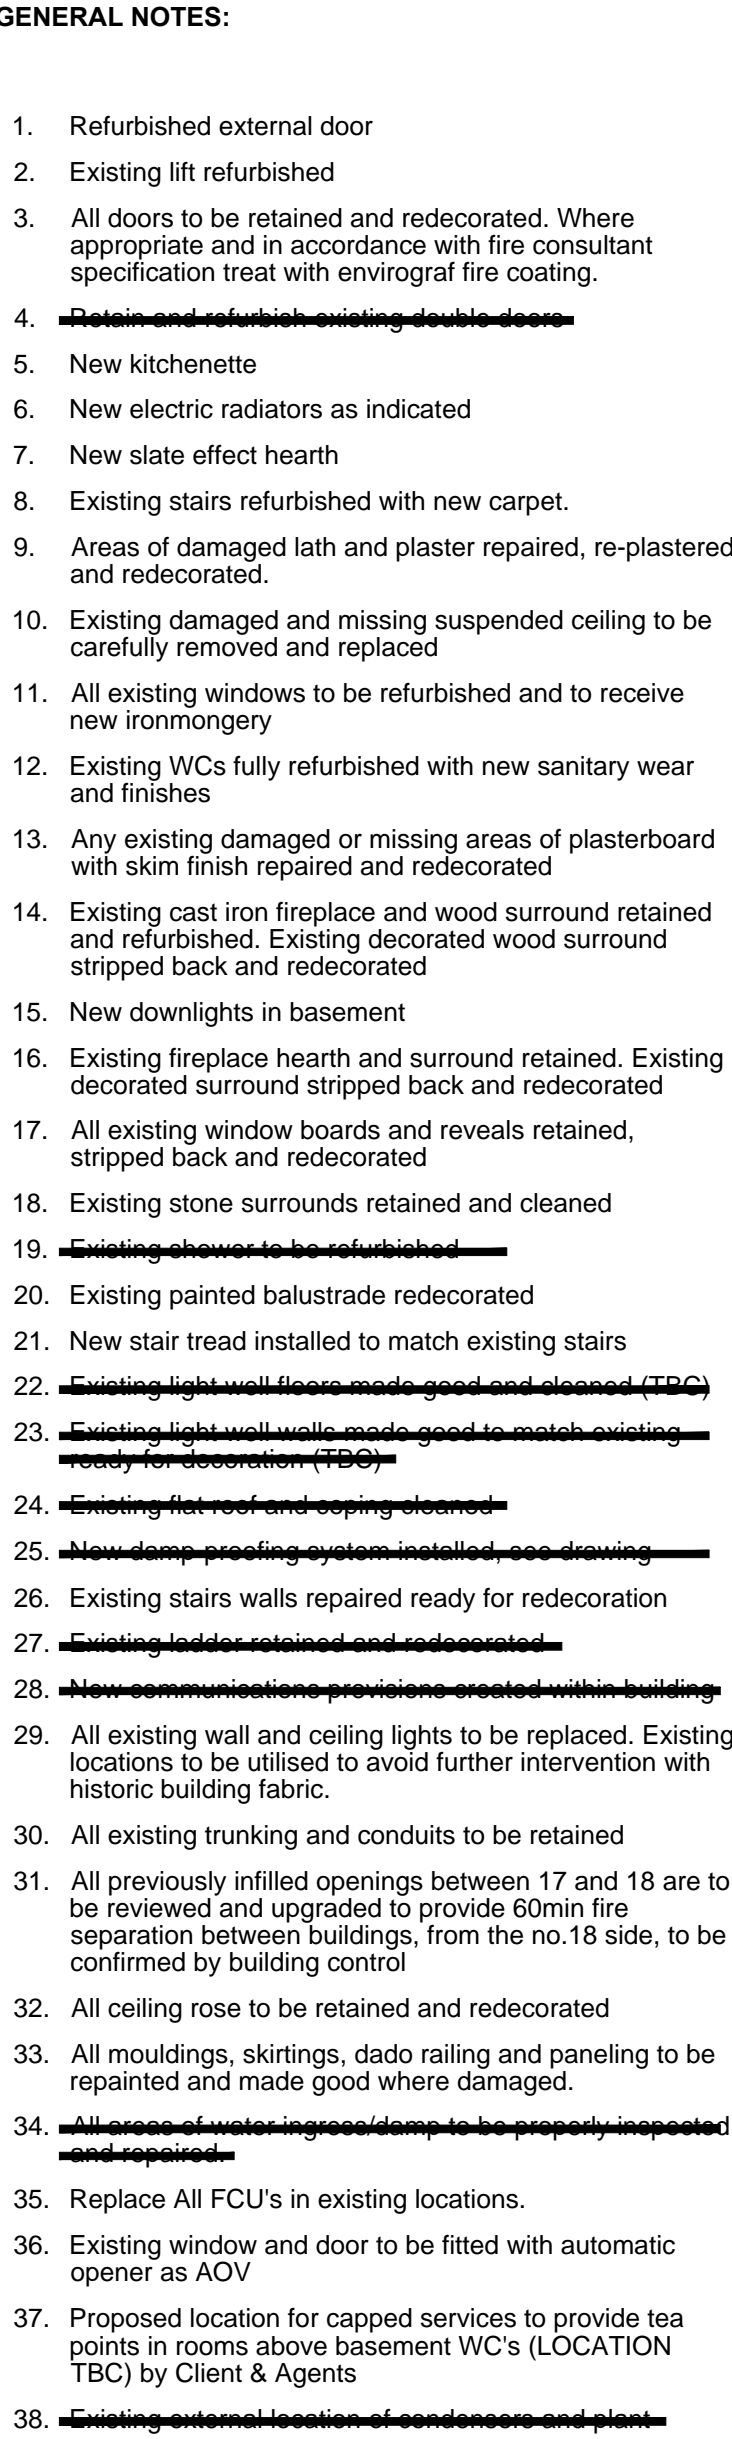 GENERAL NOTES:
1. Refurbished external door
2. Existing lift refurbished
3. All doors to be retained and redecorated. Where
appropriate and in accordance with fire consultant
specification treat with envirograf fire coating.
4. Retain and refurbish existing double doors
5. New kitchenette
6. New electric radiators as indicated
7. New slate effect hearth
8. Existing stairs refurbished with new carpet.
9. Areas of damaged lath and plaster repaired, re-plastered
and redecorated.
10. Existing damaged and missing suspended ceiling to be
carefully removed and replaced
11. All existing windows to be refurbished and to receive
new ironmongery
12. Existing WCs fully refurbished with new sanitary wear
and finishes
13. Any existing damaged or missing areas of plasterboard
with skim finish repaired and redecorated
14. Existing cast iron fireplace and wood surround retained
and refurbished. Existing decorated wood surround
stripped back and redecorated
15. New downlights in basement
16. Existing fireplace hearth and surround retained. Existing
decorated surround stripped back and redecorated
17. All existing window boards and reveals retained,
stripped back and redecorated
18. Existing stone surrounds retained and cleaned
19. Existing shower to be refurbished
20. Existing painted balustrade redecorated
21. New stair tread installed to match existing stairs
22. Existing light well floors made good and cleaned (TBC)
23. Existing light well walls made good to match existing
ready for decoration (TBC)
24. Existing flat roof and coping cleaned
25. New damp proofing system installed, see drawing
26. Existing stairs walls repaired ready for redecoration
27. Existing ladder retained and redecorated
28. New communications provisions created within building
29. All existing wall and ceiling lights to be replaced. Existing
locations to be utilised to avoid further intervention with
historic building fabric.
30. All existing trunking and conduits to be retained
31. All previously infilled openings between 17 and 18 are to
be reviewed and upgraded to provide 60min fire
separation between buildings, from the no.18 side, to be
confirmed by building control
32. All ceiling rose to be retained and redecorated
33. All mouldings, skirtings, dado railing and paneling to be
repainted and made good where damaged.
34. All areas of water ingress/damp to be properly inspected
and repaired.
35. Replace All FCU's in existing locations.
36. Existing window and door to be fitted with automatic
opener as AOV
37. Proposed location for capped services to provide tea
points in rooms above basement WC's (LOCATION
TBC) by Client & Agents
38. Existing external location of condensers and plant